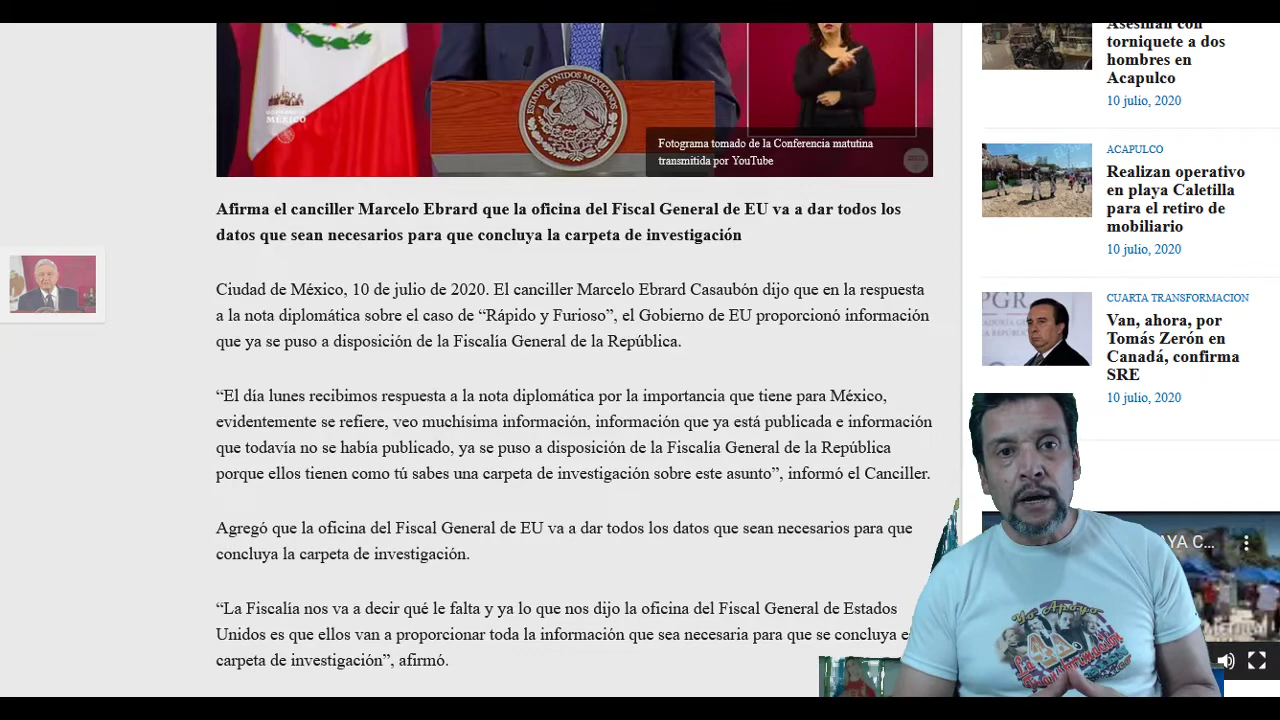 ESTADOS UNIDOS MEXICANOS
MÉXICO
Fotograma tomado de la Conferencia matutina
transmitida por YouTube
Afirma el canciller Marcelo Ebrard que la oficina del Fiscal General de EU va a dar todos los
datos que sean necesarios para que concluya la carpeta de investigación
Ciudad de México, 10 de julio de 2020. El canciller Marcelo Ebrard Casaubón dijo que en la respuesta
a la nota diplomática sobre el caso de “Rápido y Furioso”, el Gobierno de EU proporcionó información
que ya se puso a disposición de la Fiscalía General de la República.
“El día lunes recibimos respuesta a la nota diplomática por la importancia que tiene para México,
evidentemente se refiere, veo muchísima información, información que ya está publicada e información
que todavía no se había publicado, ya se puso a disposición de la Fiscalía General de la República
porque ellos tienen como tú sabes una carpeta de investigación sobre este asunto”, informó el Canciller.
Agregó que la oficina del Fiscal General de EU va a dar todos los datos que sean necesarios para que
concluya la carpeta de investigación.
“La Fiscalía nos va a decir qué le falta y ya lo que nos dijo la oficina del Fiscal General de Estados
Unidos es que ellos van a proporcionar toda la información que sea necesaria para que se concluya
carpeta de investigación”, afirmó.
Asesinan con
torniquete a dos
hombres en
Acapulco
10 julio, 2020
ACAPULCO
Realizan operativo
en playa Caletilla
para el retiro de
mobiliario
10 julio, 2020
CUARTA TRANSFORMACION
Van, ahora, por
Tomás Zerón en
Canadá, confirma
SRE
10 julio, 2020
PGR
AYA C...
Yo Apoyo
4A
La
Transformación